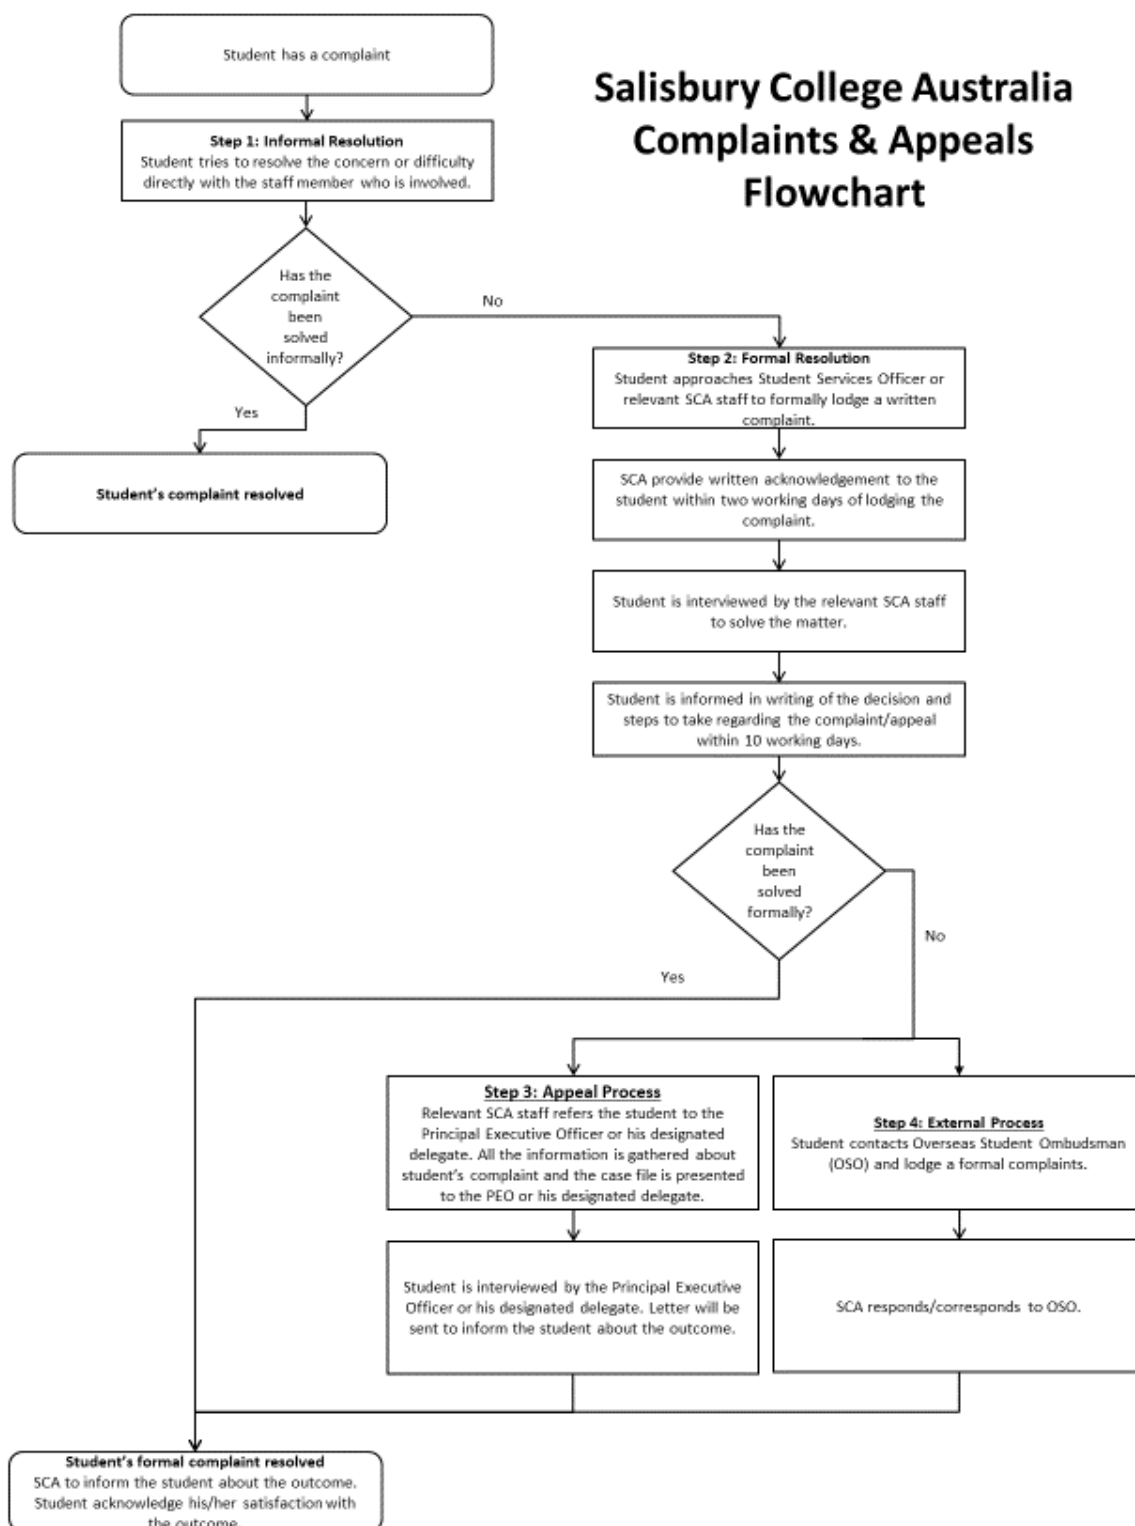 Student has a complaint
Salisbury College Australia
Complaints & Appeals
Flowchart
Step 1: Informal Resolution
Student tries to resolve the concern or difficulty
directly with the staff member who is involved.
Has the
complaint
been
solved
informally?
No
Yes
Student's complaint resolved
Step 2: Formal Resolution
Student approaches Student Services Officer or
relevant SCA staff to formally lodge a written
complaint.
SCA provide written acknowledgement to the
student within two working days of lodging the
complaint.
Student is interviewed by the relevant SCA staff
to solve the matter.
Student is informed in writing of the decision and
steps to take regarding the complaint/appeal
within 10 working days.
Has the
complaint
been
solved
formally?
No
Yes
Step 3: Appeal Process
Relevant SCA staff refers the student to the
Principal Executive Officer or his designated
delegate. All the information is gathered about
student's complaint and the case file is presented
to the PEO or his designated delegate.
Step 4: External Process
Student contacts Overseas Student Ombudsman
(OSO) and lodge a formal complaints.
Student is interviewed by the Principal Executive
Officer or his designated delegate. Letter will be
sent to inform the student about the outcome.
SCA responds/corresponds to OSO.
Student's formal complaint resolved
SCA to inform the student about the outcome.
Student acknowledge his/her satisfaction with
the outcome.